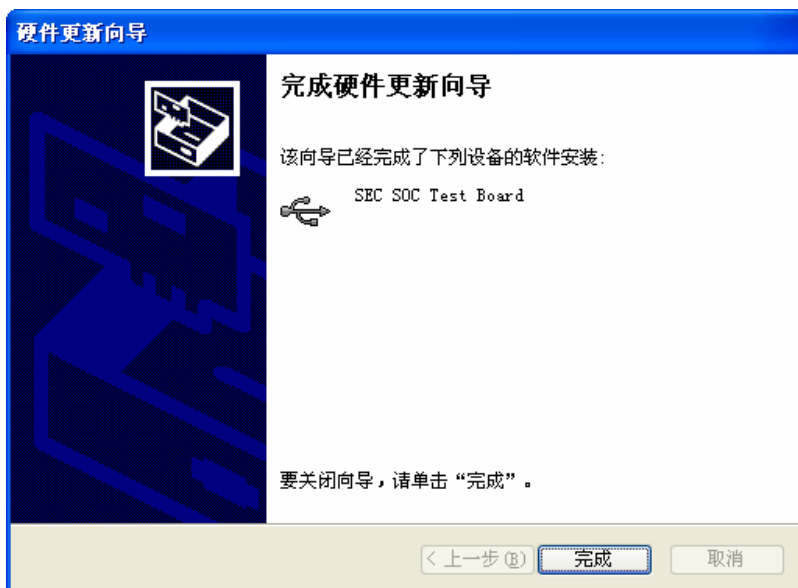 硬件更新向导
完成硬件更新向导
该向导已经完成了下列设备的软件安装:
SEC SOC Test Board
要关闭向导,请单击“完成”。
< 上一步(B)
完成
取消